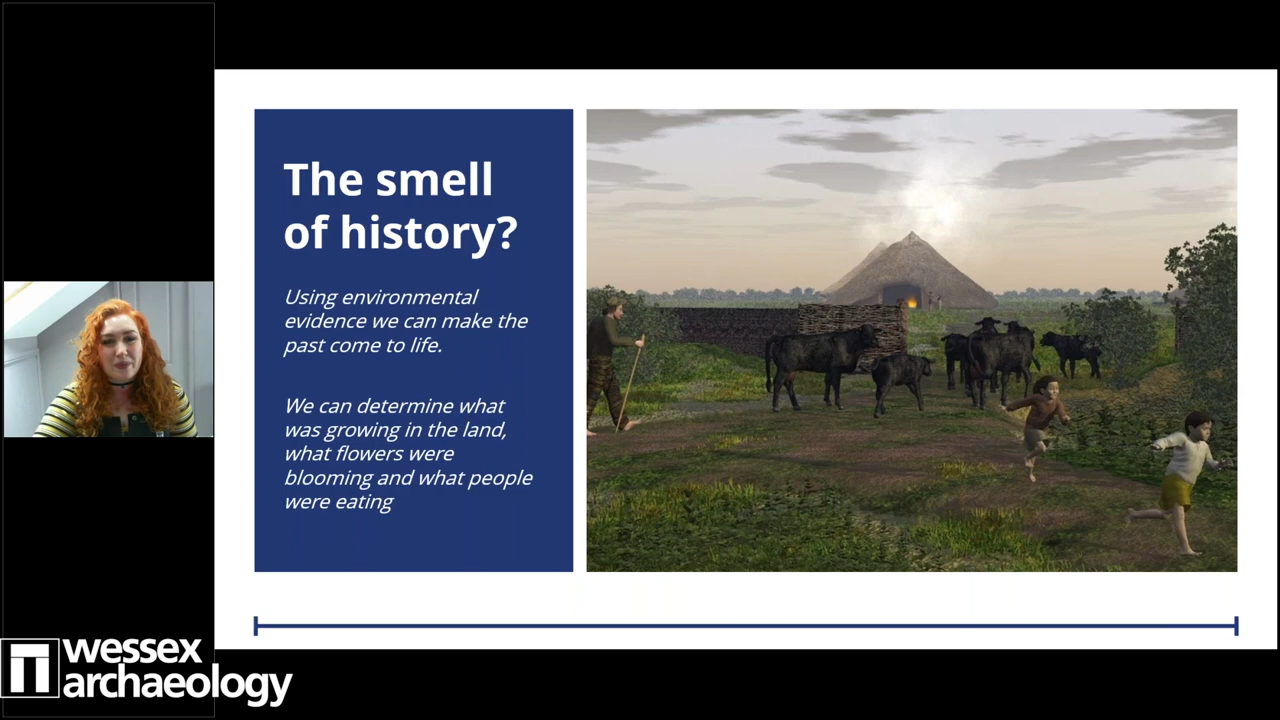 The smell
of history?
Using environmental
evidence we can make the
past come to life.
We can determine what
was growing in the land,
what flowers were
blooming and what people
were eating
wessex
archaeology